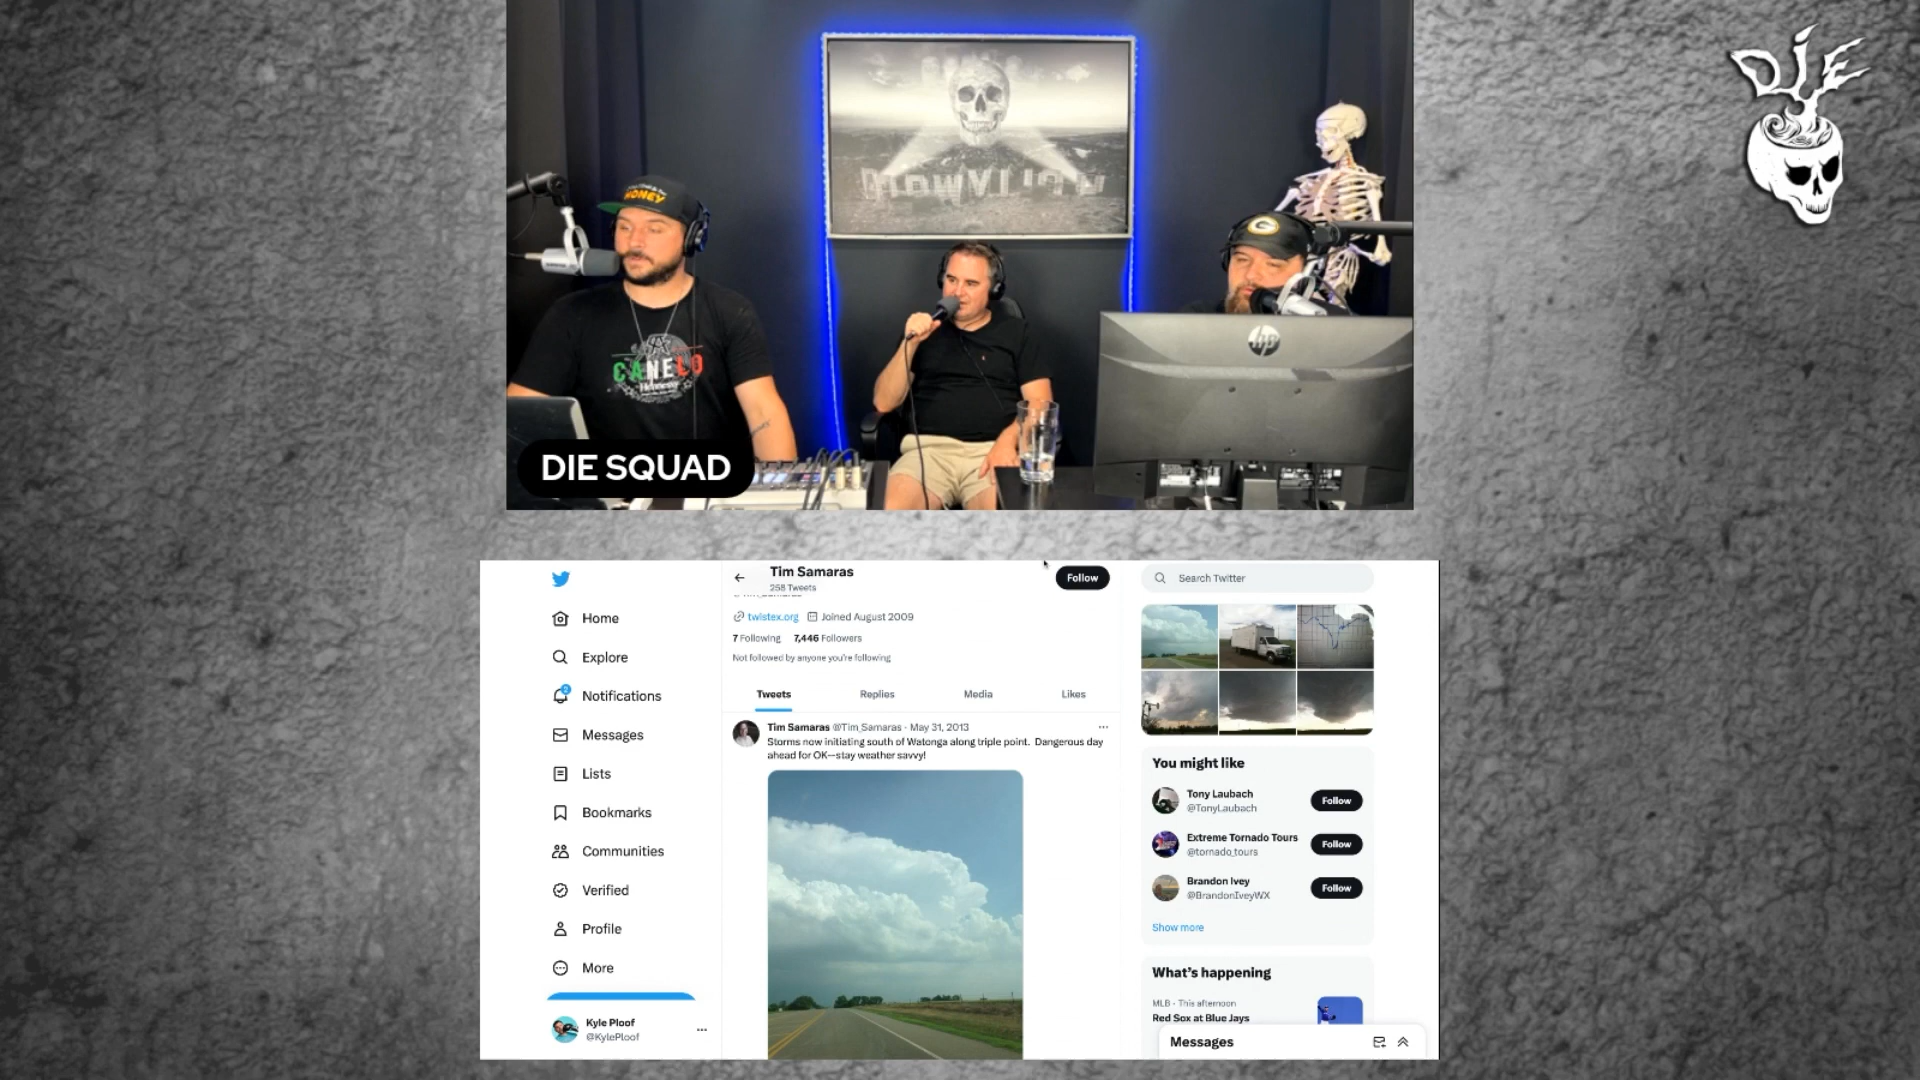 DIE
MONEY
CANELO
Hennessy
hp
G
DIE SQUAD
Tim Samaras
258 Tweets
Follow
Search Twitter
twistex.org Joined August 2009
7 Following 7,446 Followers
Not followed by anyone you're following
Tweets Replies Media Likes
Home
Explore
2
Notifications
Messages
Lists
Bookmarks
Communities
Verified
Profile
More
Kyle Ploof
@KylePloof
Tim Samaras @Tim_Samaras · May 31, 2013
Storms now initiating south of Watonga along triple point. Dangerous day
ahead for OK—stay weather savvy!
You might like
Tony Laubach
@TonyLaubach
Follow
Extreme Tornado Tours
@tornado_tours
Follow
Brandon Ivey
@BrandonIveyWX
Follow
Show more
What's happening
MLB · This afternoon
Red Sox at Blue Jays
Messages